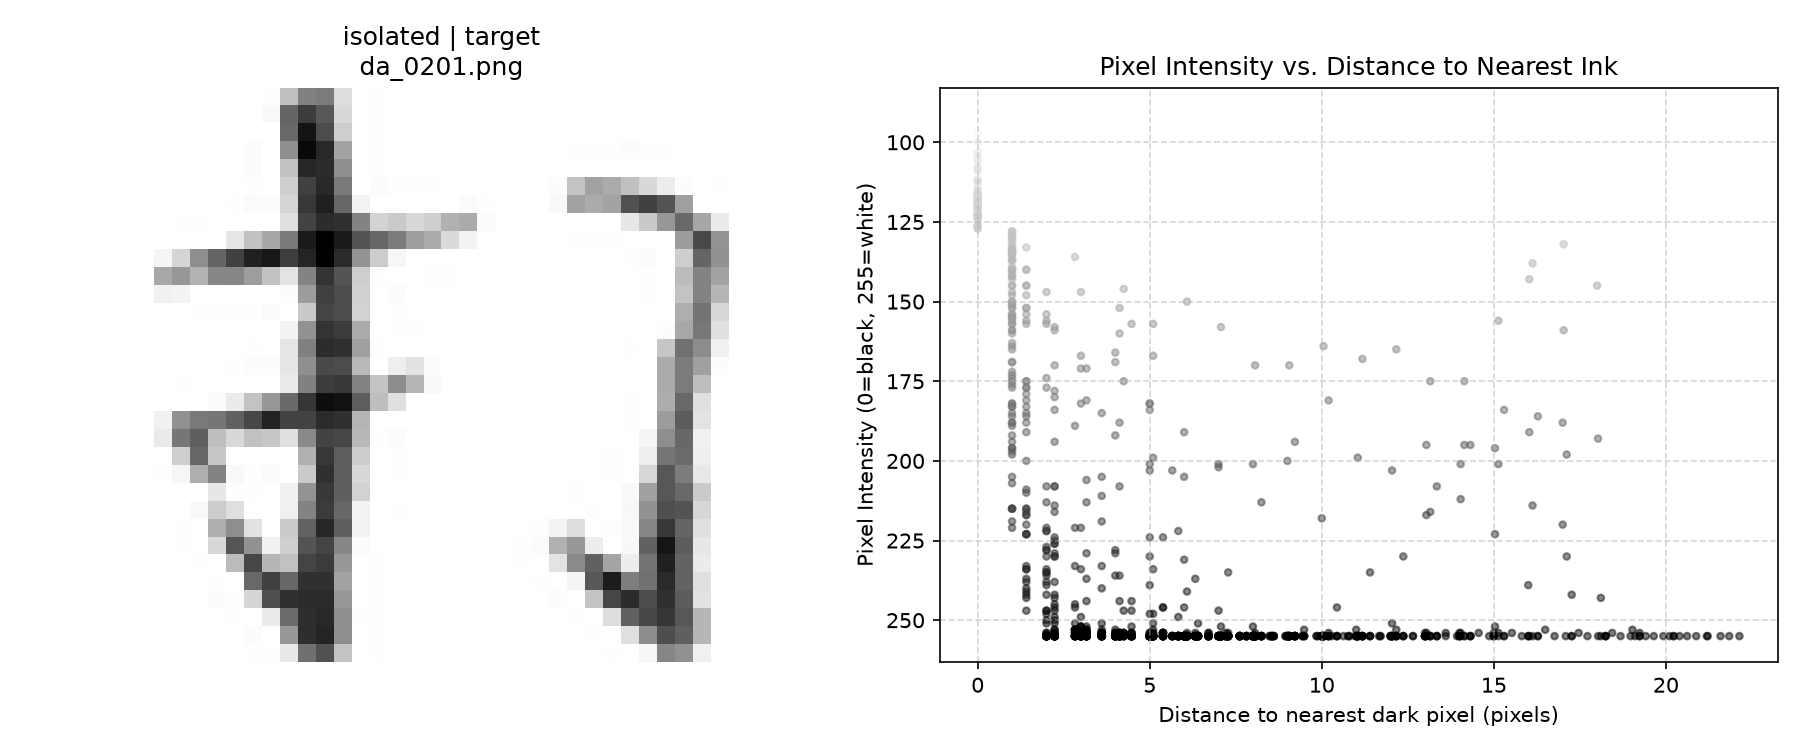 isolated | target
da_0201.png
Pixel Intensity vs. Distance to Nearest Ink
Pixel Intensity (0=black, 255=white)
100
125
150
175
200
225
250
0 5 10 15 20
Distance to nearest dark pixel (pixels)